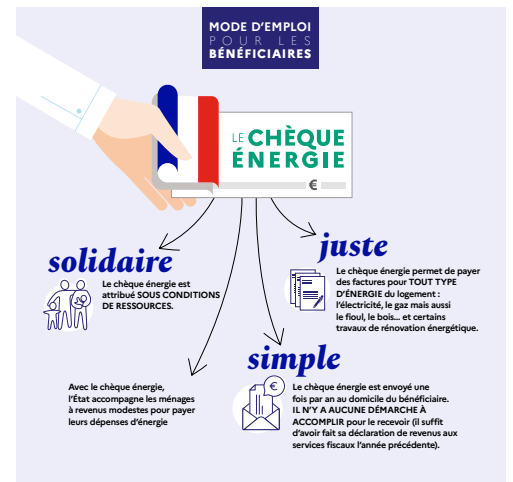 MODE D'EMPLOI
POUR LES
BÉNÉFICIAIRES
LE CHÈQUE
ÉNERGIE
€
solidaire
Le chèque énergie est
attribué SOUS CONDITIONS
DE RESSOURCES.
juste
Le chèque énergie permet de payer
des factures pour TOUT TYPE
D'ÉNERGIE du logement :
l'électricité, le gaz mais aussi
le fioul, le bois... et certains
travaux de rénovation énergétique.
Avec le chèque énergie,
l'État accompagne les ménages
à revenus modestes pour payer
leurs dépenses d'énergie
simple
€
Le chèque énergie est envoyé une
fois par an au domicile du bénéficiaire.
IL N'Y A AUCUNE DÉMARCHE À
ACCOMPLIR pour le recevoir (il suffit
d'avoir fait sa déclaration de revenus aux
services fiscaux l'année précédente).